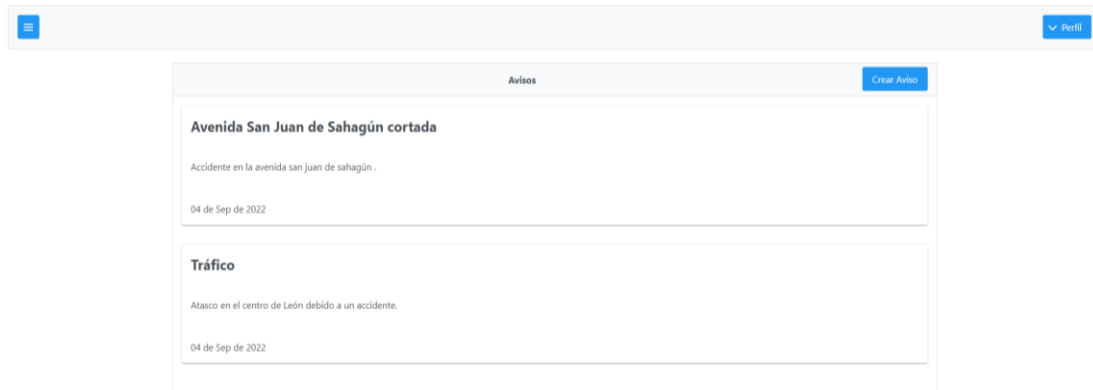 Perfil
Avisos
Crear Aviso
Avenida San Juan de Sahagún cortada
Accidente en la avenida san juan de sahagún .
04 de Sep de 2022
Tráfico
Atasco en el centro de León debido a un accidente.
04 de Sep de 2022